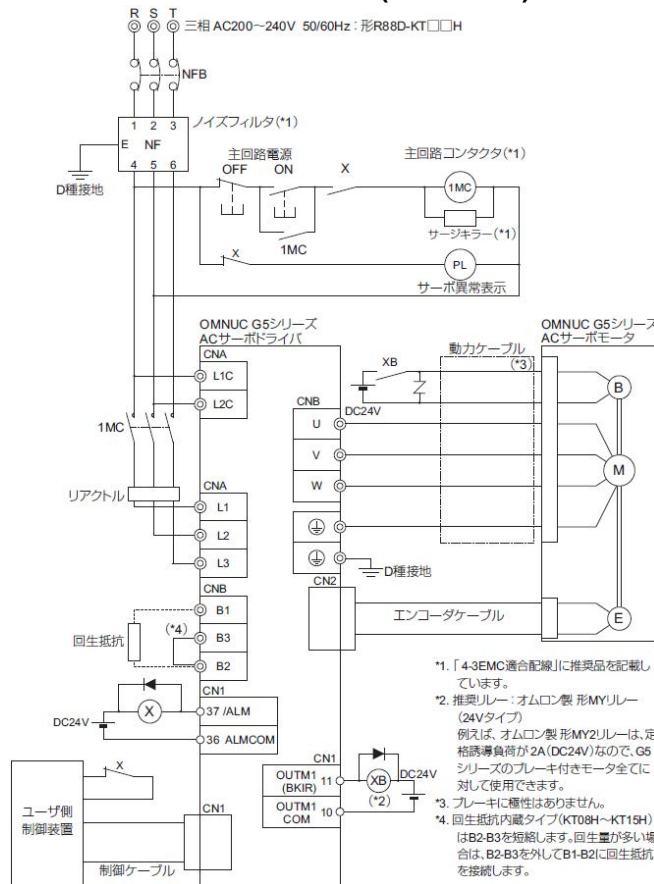 R S T
三相 AC200～240V 50/60Hz：形R88D-KT□□H
NFB
1 2 3
ノイズフィルタ(*1)
E NF
4 5 6
D種接地
主回路電源
OFF ON
X
主回路コンタクタ(*1)
1MC
サージキラー(*1)
1MC
X
PL
サーボ異常表示
OMNUC G5シリーズ
ACサーボドライバ
CNA
L1C
L2C
1MC
リアクトル
CNA
L1
L2
L3
CNB
B1
(*4)
B3
B2
回生抵抗
CN1
X
37 /ALM
DC24V
36 ALMCOM
X
ユーザ側
制御装置
CN1
制御ケーブル
XB
DC24V
動力ケーブル
(*3)
OMNUC G5シリーズ
ACサーボモータ
B
CNB
U
V
W
M
D種接地
CN2
エンコーダケーブル
E
CN1
OUTM1 11
(BKIR)
XB
(*2)
DC24V
OUTM1 10
COM
*1.「4-3EMC適合配線」に推奨品を記載し
ています。
*2. 推奨リレー：オムロン製 形MYリレー
(24Vタイプ)
例えば、オムロン製 形MY2リレーは、定
格誘導負荷が 2A(DC24V)なので、G5
シリーズのブレーキ付きモータ全てに
対して使用できます。
*3. ブレーキに極性はありません。
*4. 回生抵抗内蔵タイプ(KT08H～KT15H)
はB2-B3を短絡します。回生量が多い場
合は、B2-B3を外してB1-B2に回生抵抗
を接続します。